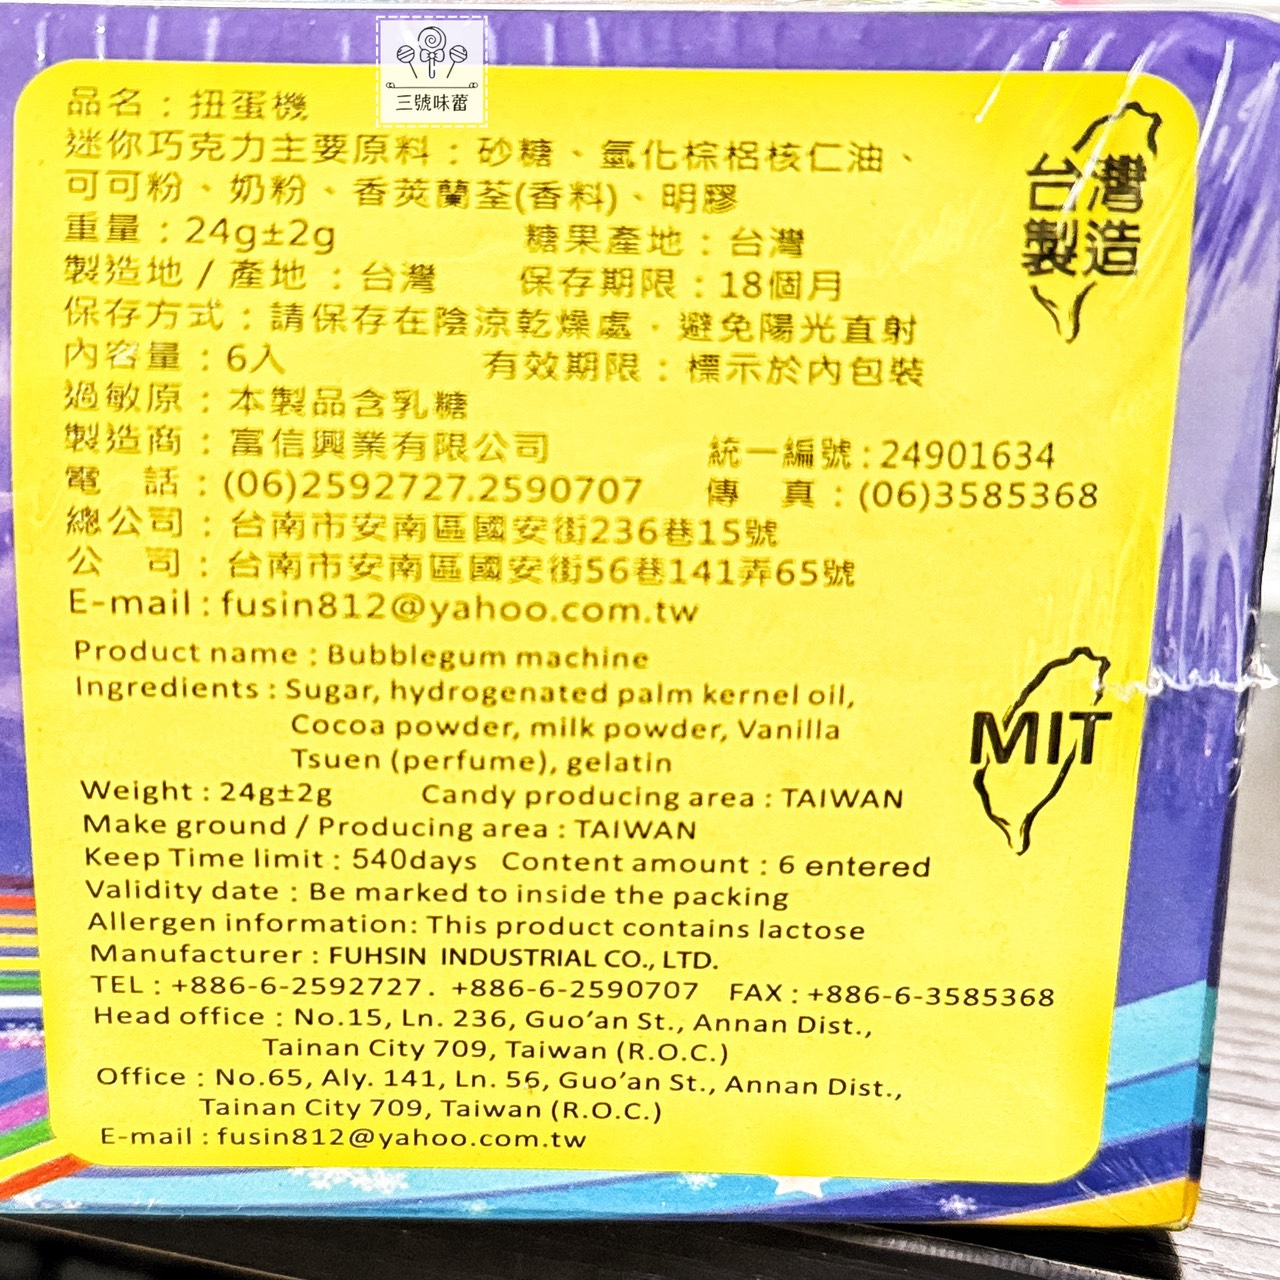 三號味蕾
品名：扭蛋機
迷你巧克力主要原料：砂糖、氫化棕梠核仁油、
可可粉、奶粉、香莢蘭荃(香料)、明膠
重量：24g±2g 糖果產地：台灣
製造地 / 產地：台灣 保存期限：18個月
保存方式：請保存在陰涼乾燥處，避免陽光直射
內容量：6入 有效期限：標示於內包裝
過敏原：本製品含乳糖
製造商：富信興業有限公司 統一編號：24901634
電 話：(06)2592727.2590707 傳 真：(06)3585368
總公司：台南市安南區國安街236巷15號
公 司：台南市安南區國安街56巷141弄65號
E-mail : fusin812@yahoo.com.tw
Product name : Bubblegum machine
Ingredients : Sugar, hydrogenated palm kernel oil,
Cocoa powder, milk powder, Vanilla
Tsuen (perfume), gelatin
Weight : 24g±2g Candy producing area : TAIWAN
Make ground / Producing area : TAIWAN
Keep Time limit : 540days Content amount : 6 entered
Validity date : Be marked to inside the packing
Allergen information: This product contains lactose
Manufacturer : FUHSIN INDUSTRIAL CO., LTD.
TEL : +886-6-2592727. +886-6-2590707 FAX : +886-6-3585368
Head office : No.15, Ln. 236, Guo'an St., Annan Dist.,
Tainan City 709, Taiwan (R.O.C.)
Office : No.65, Aly. 141, Ln. 56, Guo'an St., Annan Dist.,
Tainan City 709, Taiwan (R.O.C.)
E-mail : fusin812@yahoo.com.tw
台灣
製造
MIT